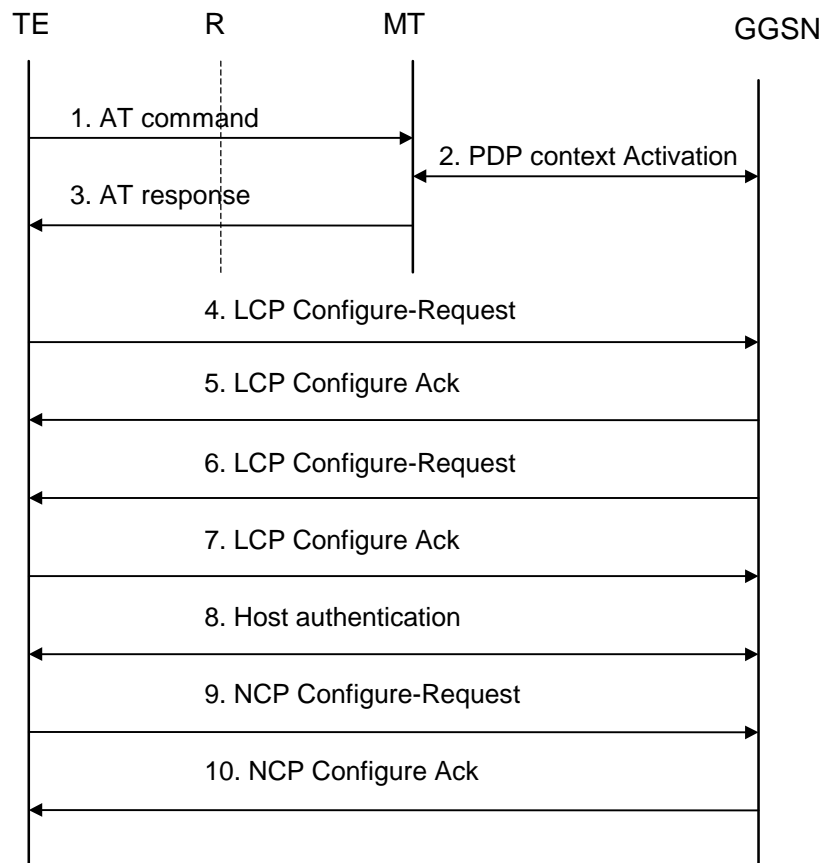 TE R MT GGSN
1. AT command
2. PDP context Activation
3. AT response
4. LCP Configure-Request
5. LCP Configure Ack
6. LCP Configure-Request
7. LCP Configure Ack
8. Host authentication
9. NCP Configure-Request
10. NCP Configure Ack